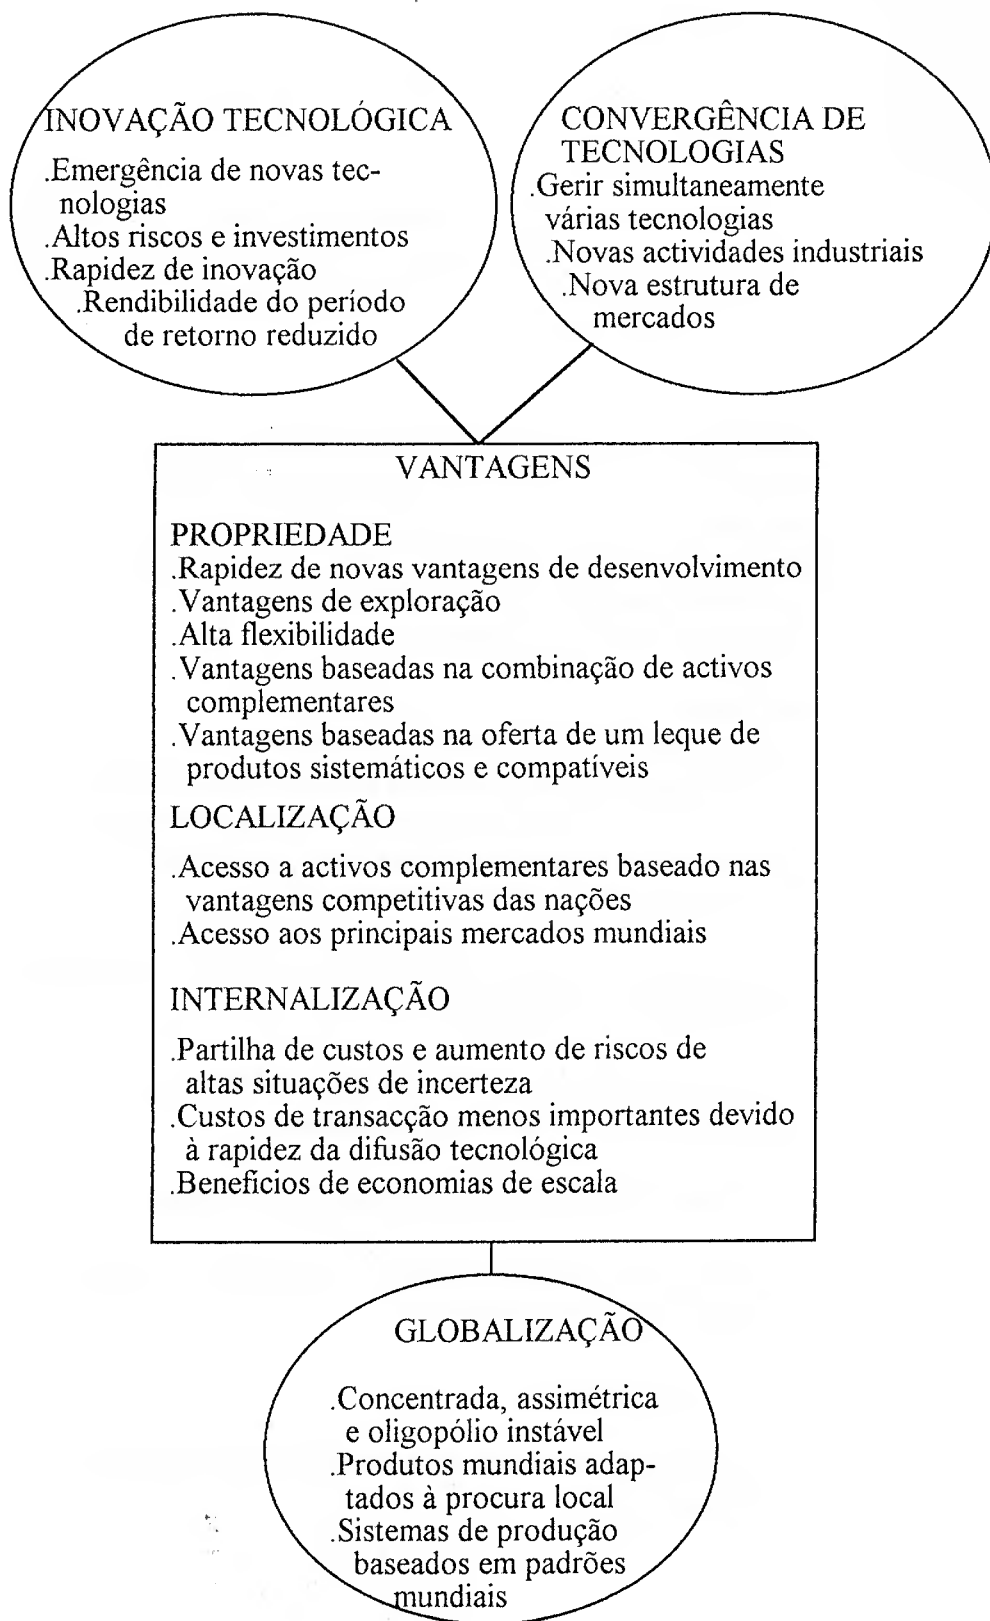 INOVAÇÃO TECNOLÓGICA
.Emergência de novas tec-
nologias
.Altos riscos e investimentos
.Rapidez de inovação
.Rendibilidade do período
de retorno reduzido
CONVERGÊNCIA DE
TECNOLOGIAS
.Gerir simultaneamente
várias tecnologias
.Novas actividades industriais
.Nova estrutura de
mercados
VANTAGENS
PROPRIEDADE
.Rapidez de novas vantagens de desenvolvimento
.Vantagens de exploração
.Alta flexibilidade
.Vantagens baseadas na combinação de activos
complementares
.Vantagens baseadas na oferta de um leque de
produtos sistemáticos e compatíveis
LOCALIZAÇÃO
.Acesso a activos complementares baseado nas
vantagens competitivas das nações
.Acesso aos principais mercados mundiais
INTERNALIZAÇÃO
.Partilha de custos e aumento de riscos de
altas situações de incerteza
.Custos de transacção menos importantes devido
à rapidez da difusão tecnológica
.Benefícios de economias de escala
GLOBALIZAÇÃO
.Concentrada, assimétrica
e oligopólio instável
.Produtos mundiais adap-
tados à procura local
.Sistemas de produção
baseados em padrões
mundiais